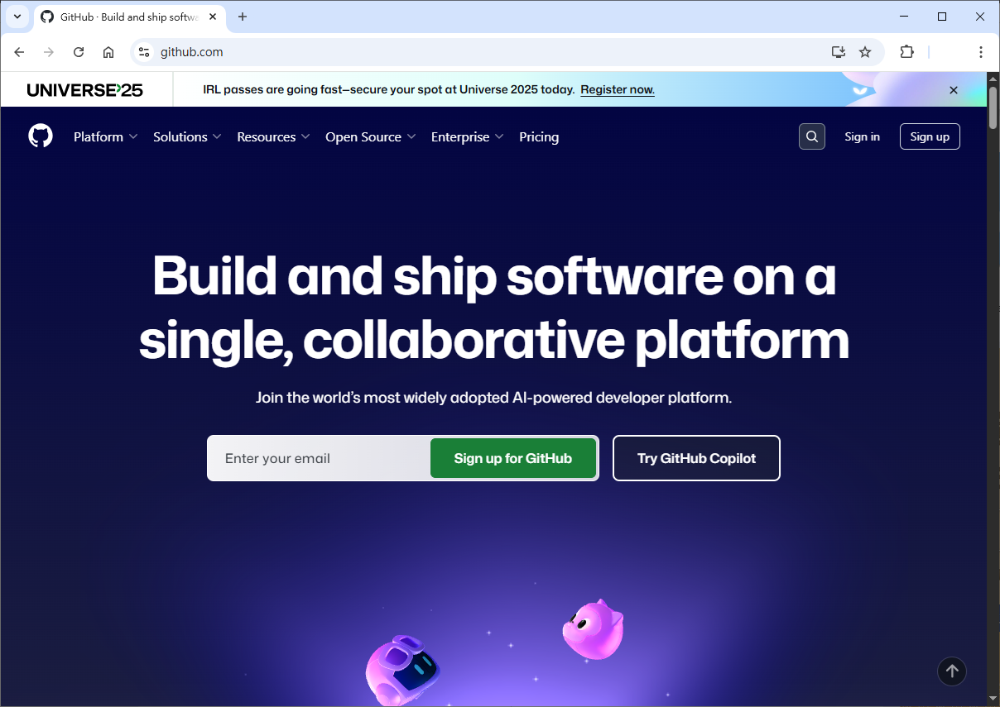 GitHub · Build and ship softwa
github.com
UNIVERSE'25
IRL passes are going fast—secure your spot at Universe 2025 today. Register now.
Platform Solutions Resources Open Source Enterprise Pricing Sign in Sign up
Build and ship software on a
single, collaborative platform
Join the world’s most widely adopted AI-powered developer platform.
Enter your email Sign up for GitHub Try GitHub Copilot